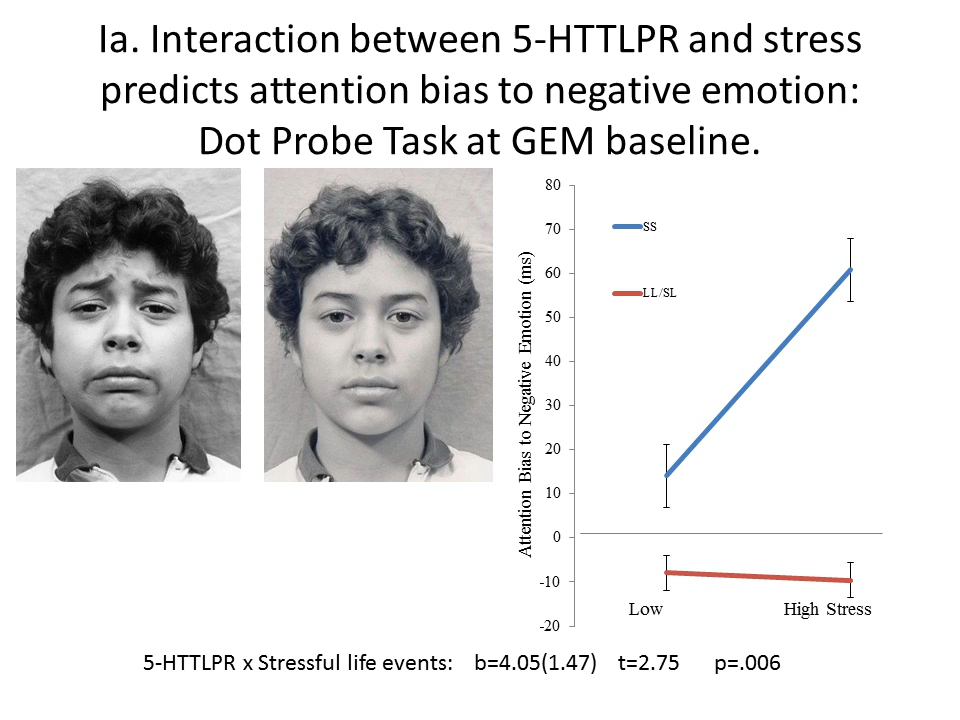 Ia. Interaction between 5-HTTLPR and stress
predicts attention bias to negative emotion:
Dot Probe Task at GEM baseline.
Attention Bias to Negative Emotion (ms)
80
70
60
50
40
30
20
10
0
-10
-20
SS
LL/SL
Low
High Stress
5-HTTLPR x Stressful life events: b=4.05(1.47) t=2.75 p=.006